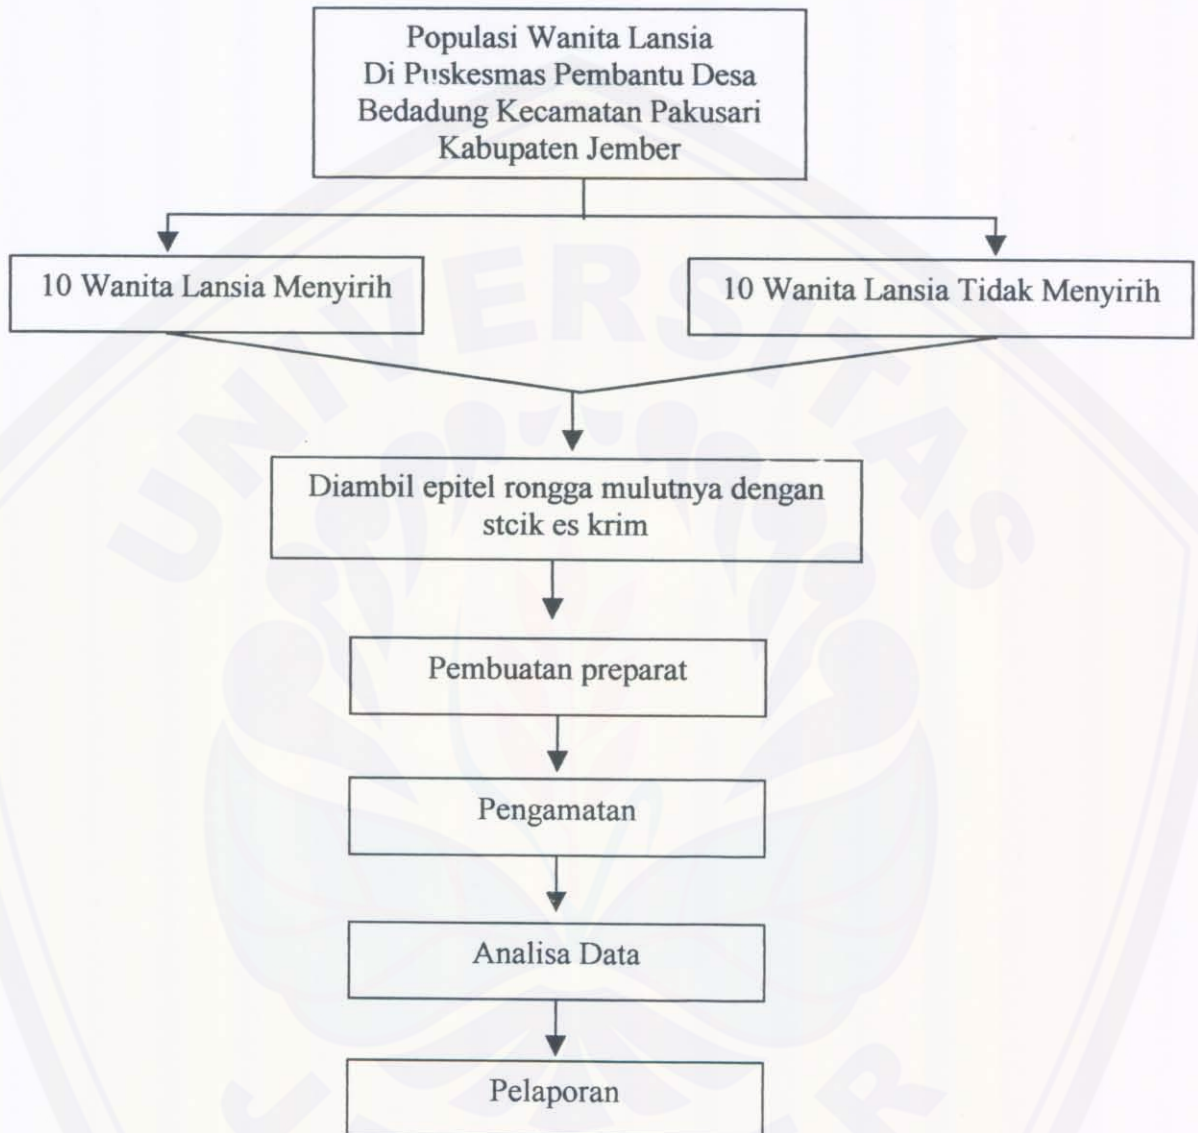 Populasi Wanita Lansia
Di Puskesmas Pembantu Desa
Bedadung Kecamatan Pakusari
Kabupaten Jember
10 Wanita Lansia Menyirih
10 Wanita Lansia Tidak Menyirih
Diambil epitel rongga mulutnya dengan
stcik es krim
Pembuatan preparat
Pengamatan
Analisa Data
Pelaporan
UNIVERSITAS